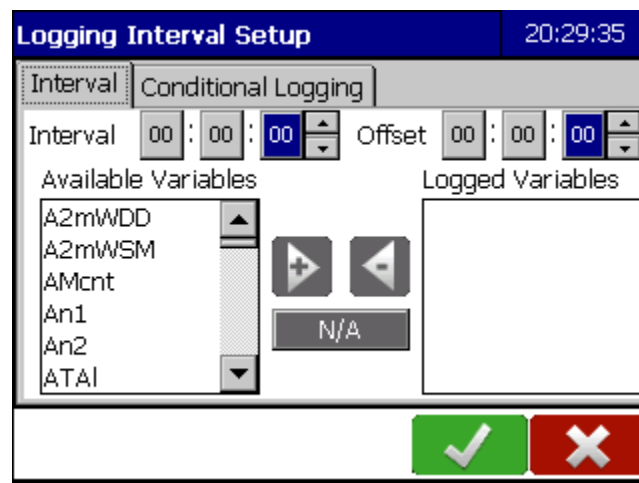 Logging Interval Setup 20:29:35
Interval Conditional Logging
Interval 00 : 00 : 00 Offset 00 : 00 : 00
Available Variables Logged Variables
A2mWDD
A2mWSM
AMcnt
An1
An2
ATAl
+ -
N/A